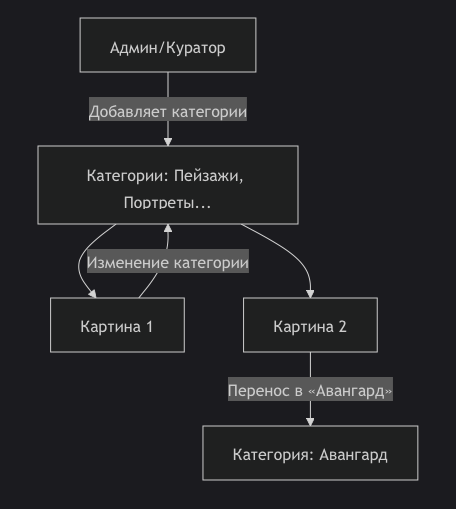 Админ/Куратор
Добавляет категории
Категории: Пейзажи,
Портреты...
Изменение категории
Картина 1
Картина 2
Перенос в «Авангард»
Категория: Авангард